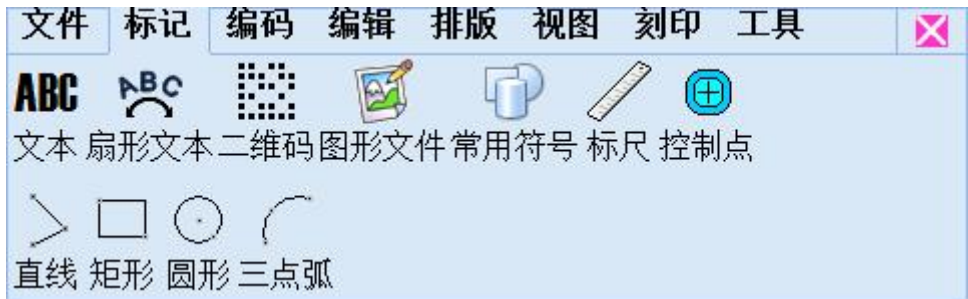 文件 标记 编码 编辑 排版 视图 刻印 工具
ABC ABC
文本 扇形文本 二维码 图形文件 常用符号 标尺 控制点
直线 矩形 圆形 三点弧